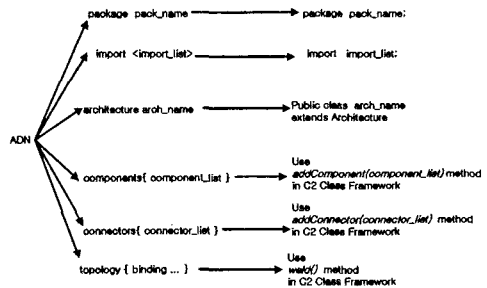 package pack_name package pack_name;
import <import_list> import import_list;
architecture arch_name Public class arch_name
extends Architecture
ADN
components{ component_list } Use
addComponent(component_list) method
in C2 Class Framework
connectors{ connector_list } Use
addConnector(connector_list) method
in C2 Class Framework
topology { binding ... } Use
weld() method
in C2 Class Framework